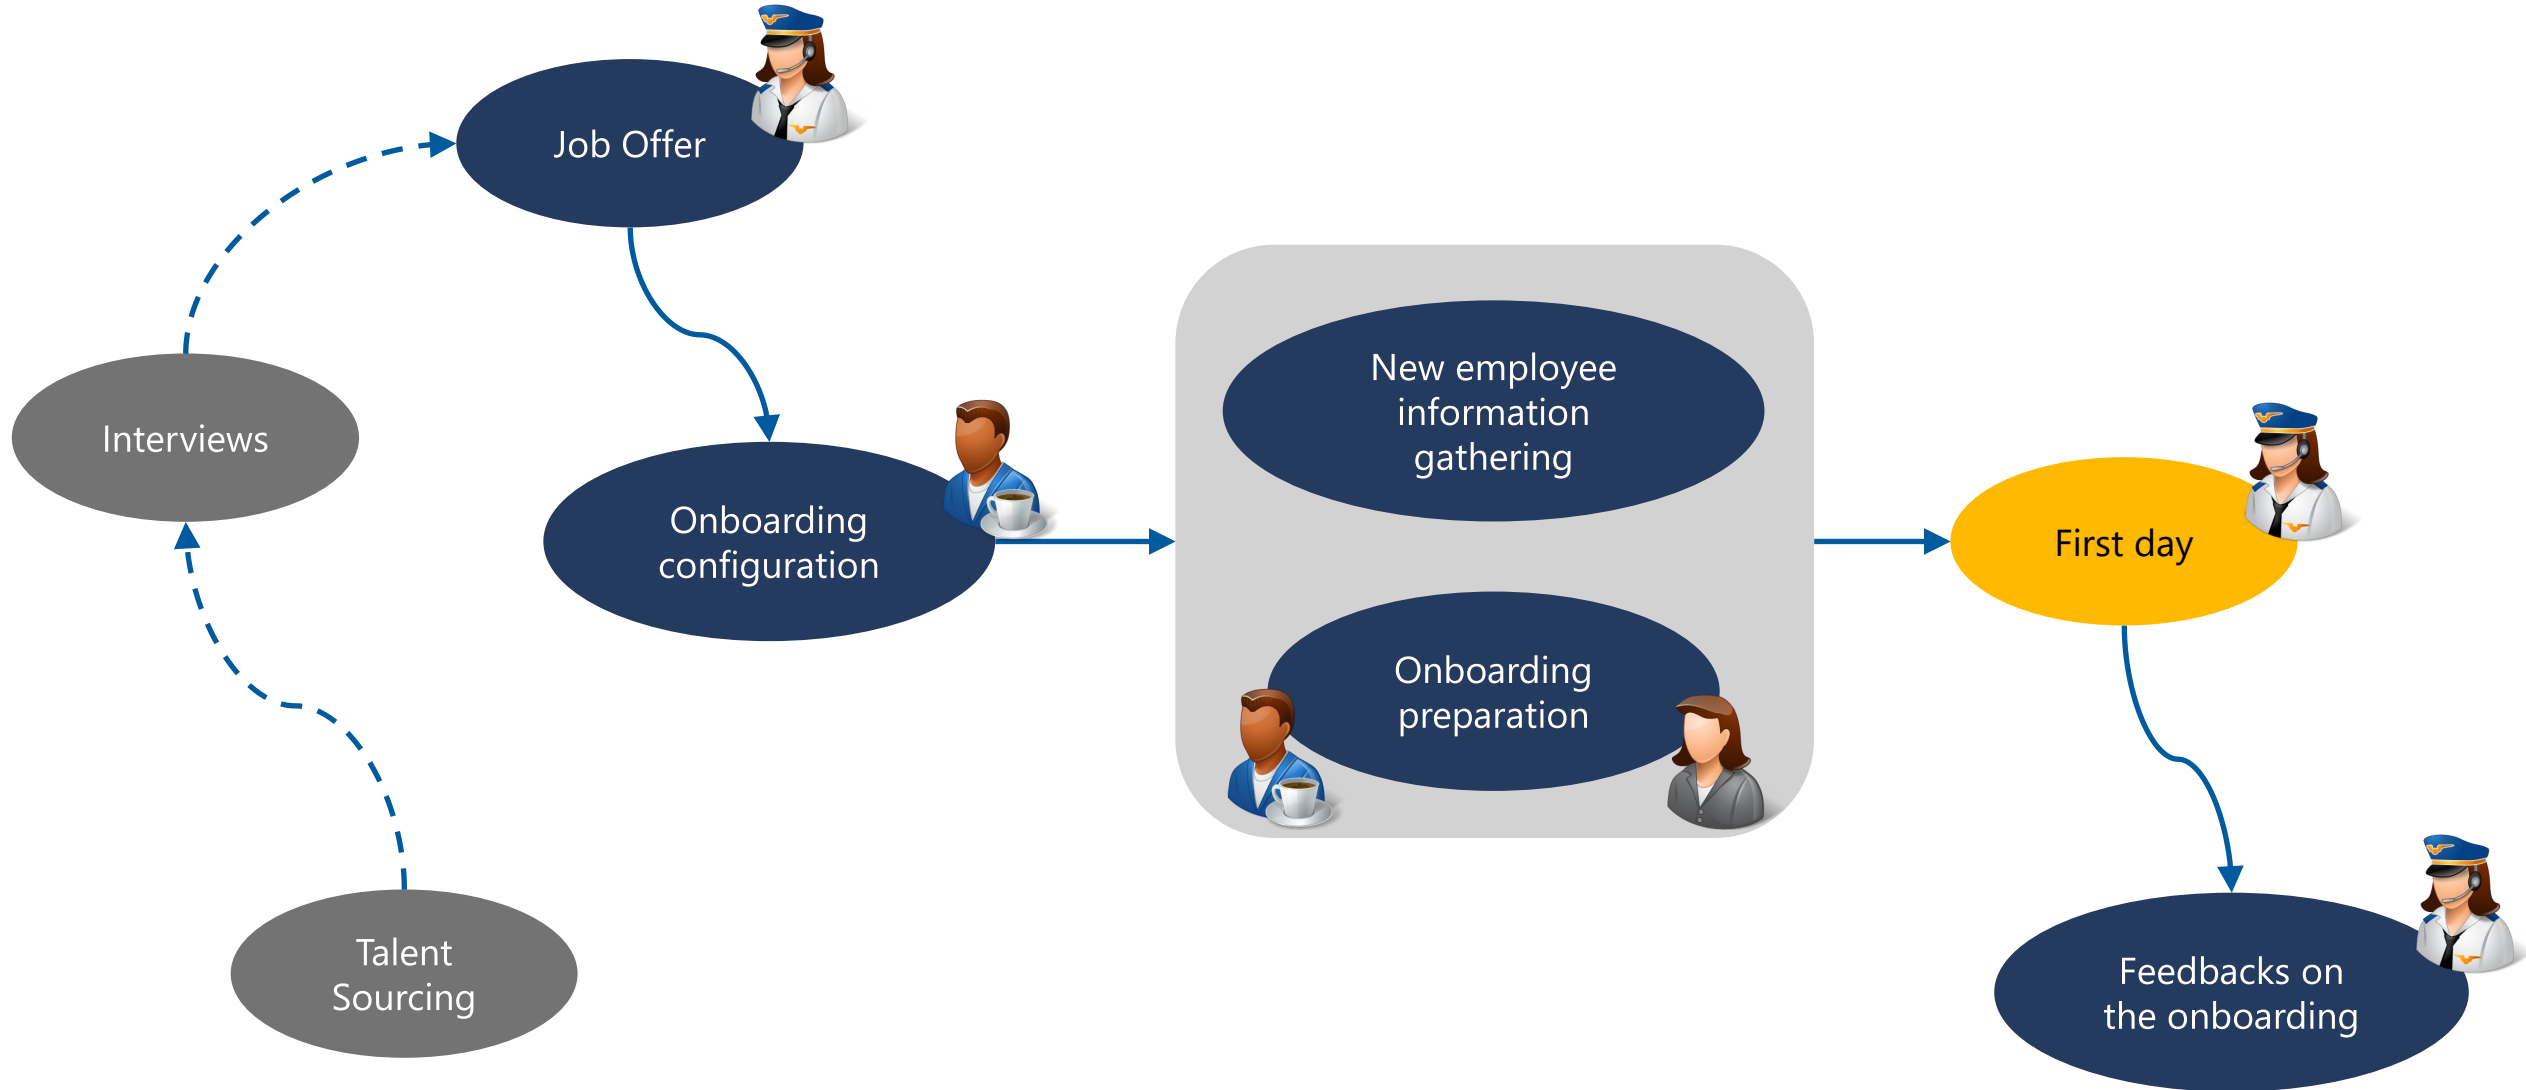 Job Offer
Interviews
Talent
Sourcing
Onboarding
configuration
New employee
information
gathering
Onboarding
preparation
First day
Feedbacks on
the onboarding